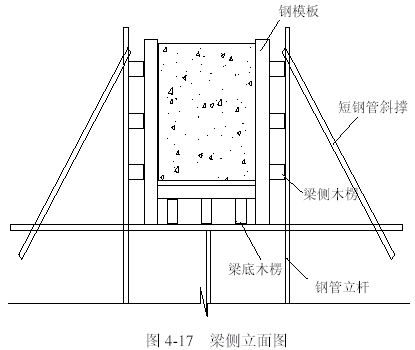 钢模板
短钢管斜撑
梁侧木楞
梁底木楞
钢管立杆
图 4-17 梁侧立面图